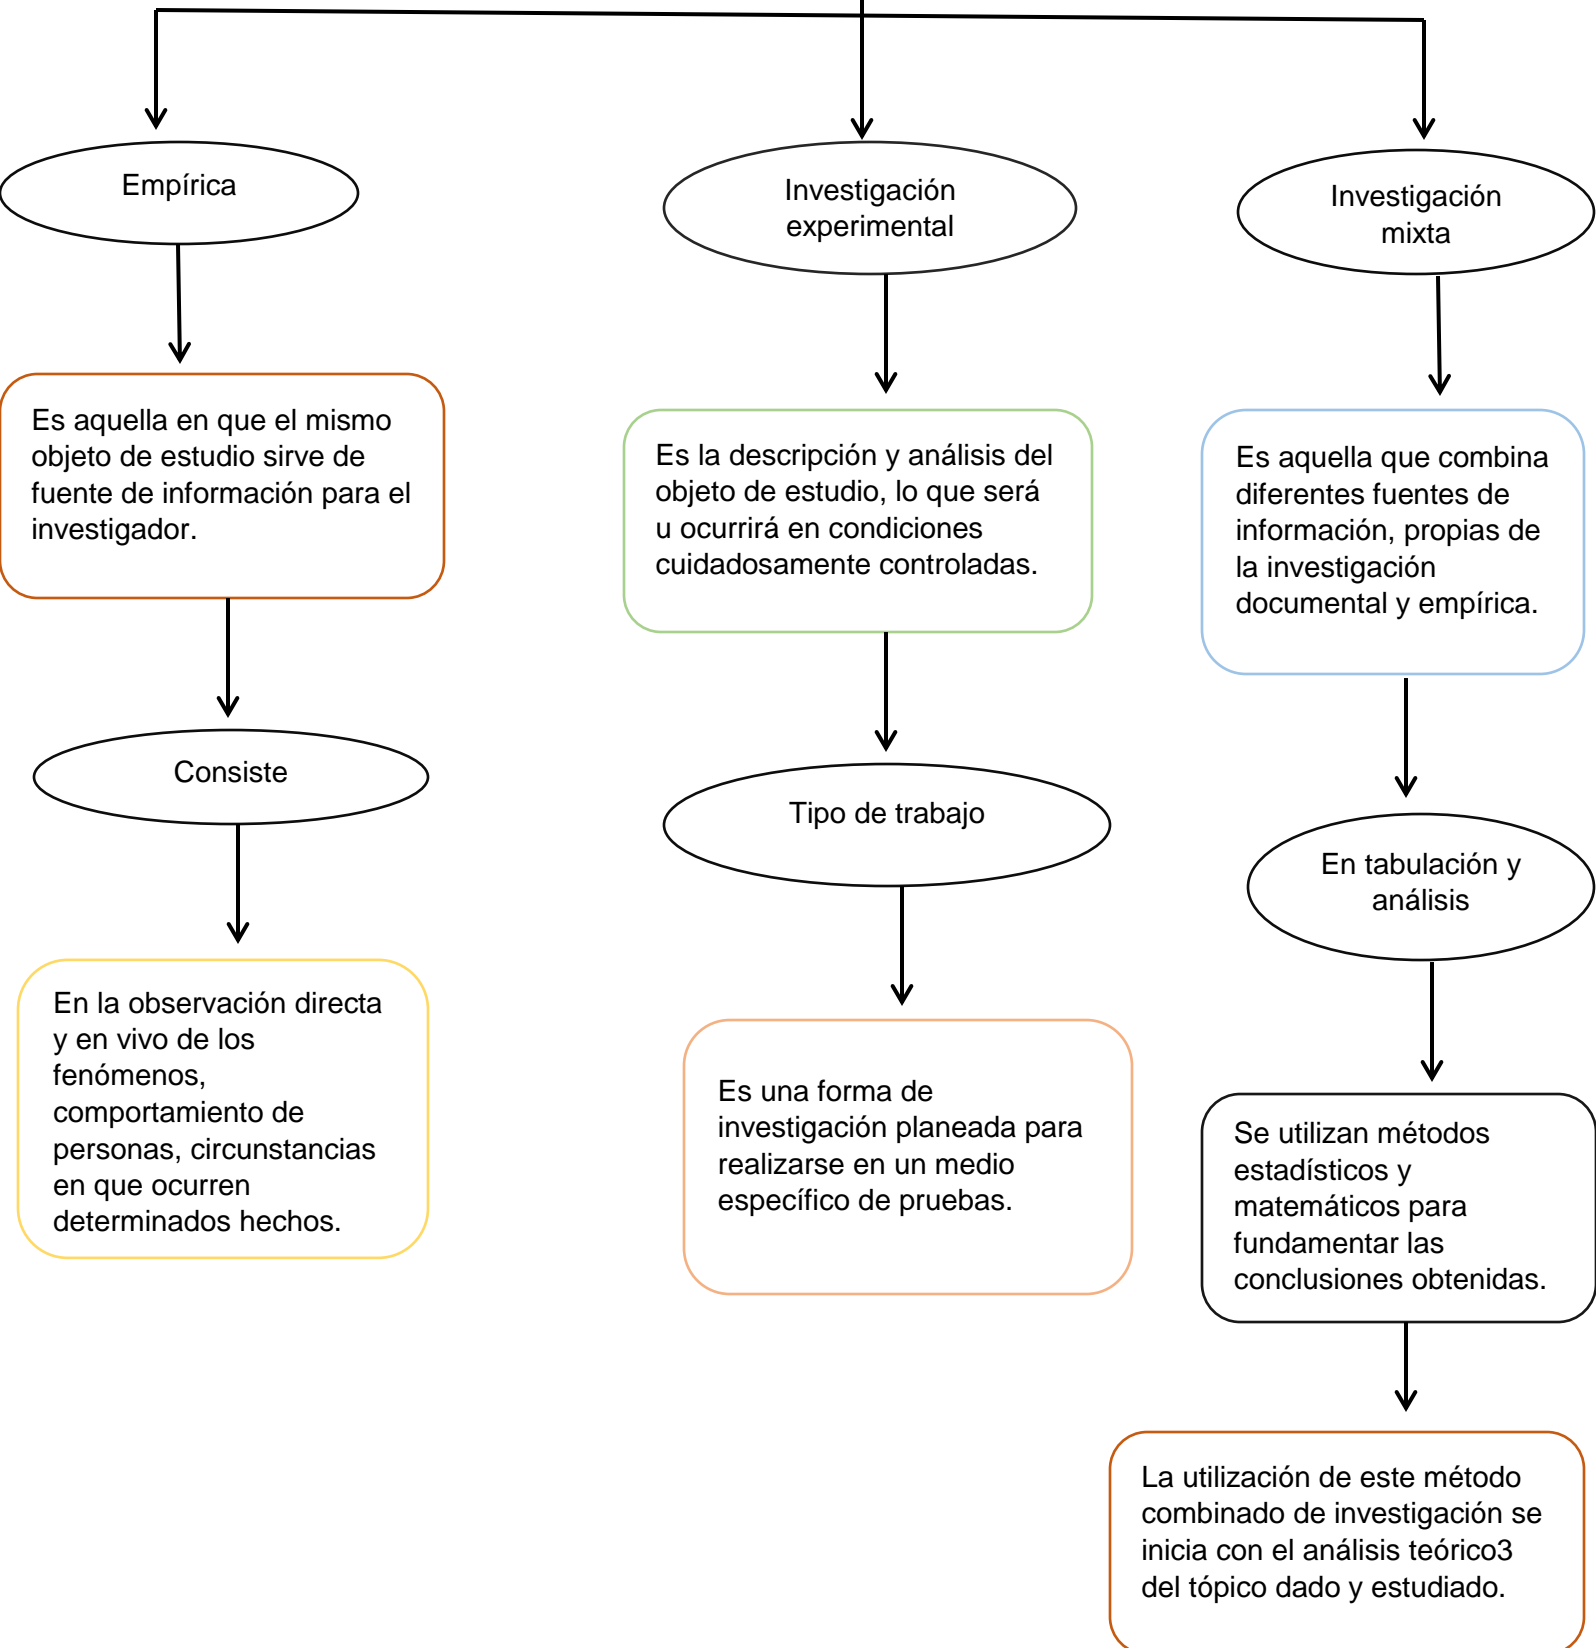 Empírica
Investigación
experimental
Investigación
mixta
Es aquella en que el mismo
objeto de estudio sirve de
fuente de información para el
investigador.
Es la descripción y análisis del
objeto de estudio, lo que será
u ocurrirá en condiciones
cuidadosamente controladas.
Es aquella que combina
diferentes fuentes de
información, propias de
la investigación
documental y empírica.
Consiste
Tipo de trabajo
En tabulación y
análisis
En la observación directa
y en vivo de los
fenómenos,
comportamiento de
personas, circunstancias
en que ocurren
determinados hechos.
Es una forma de
investigación planeada para
realizarse en un medio
específico de pruebas.
Se utilizan métodos
estadísticos y
matemáticos para
fundamentar las
conclusiones obtenidas.
La utilización de este método
combinado de investigación se
inicia con el análisis teórico3
del tópico dado y estudiado.